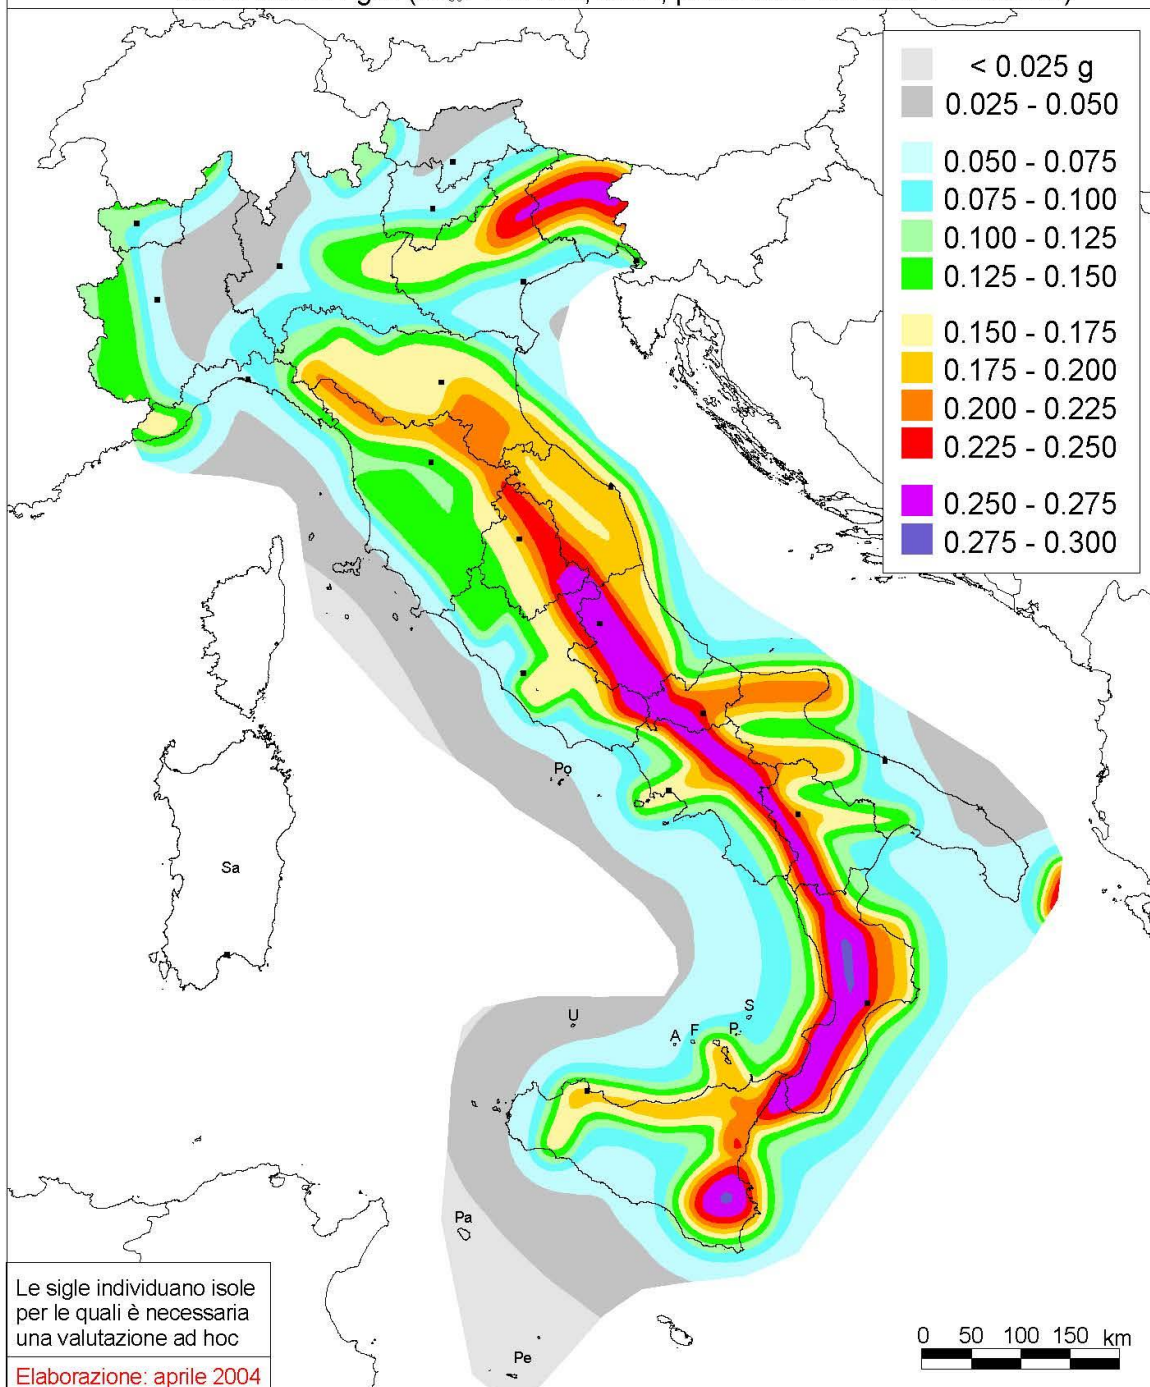 < 0.025 g
0.025 - 0.050
0.050 - 0.075
0.075 - 0.100
0.100 - 0.125
0.125 - 0.150
0.150 - 0.175
0.175 - 0.200
0.200 - 0.225
0.225 - 0.250
0.250 - 0.275
0.275 - 0.300
Po
Sa
S
U
A F P
Pa
Pe
Le sigle individuano isole
per le quali è necessaria
una valutazione ad hoc
Elaborazione: aprile 2004
0 50 100 150 km